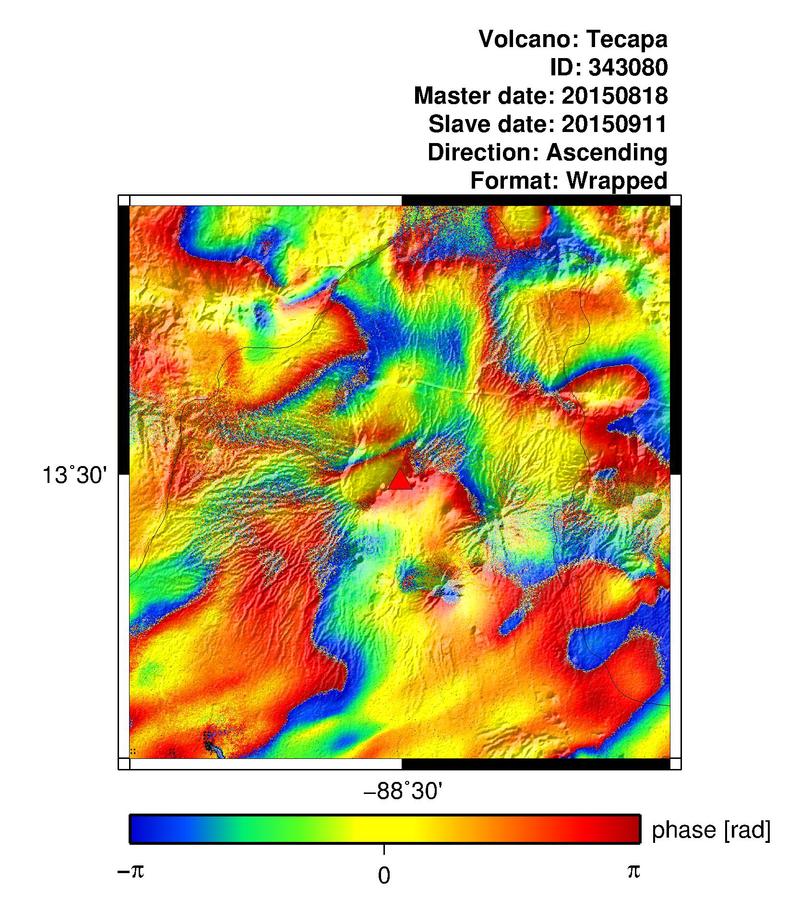 Volcano: Tecapa
ID: 343080
Master date: 20150818
Slave date: 20150911
Direction: Ascending
Format: Wrapped
13˚30'
−88˚30'
phase [rad]
−π
0
π